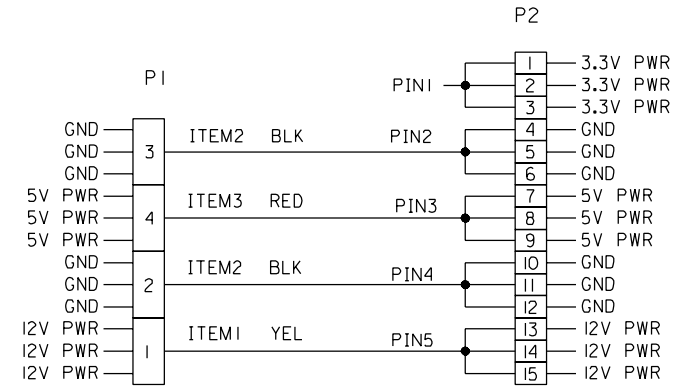 P2
1 3.3V PWR
P1
PIN1 2 3.3V PWR
3 3.3V PWR
GND 4 GND
GND 3 ITEM2 BLK PIN2 5 GND
GND 6 GND
5V PWR 7 5V PWR
5V PWR 4 ITEM3 RED PIN3 8 5V PWR
5V PWR 9 5V PWR
GND 10 GND
GND 2 ITEM2 BLK PIN4 11 GND
GND 12 GND
12V PWR 13 12V PWR
12V PWR 1 ITEM1 YEL PIN5 14 12V PWR
12V PWR 15 12V PWR